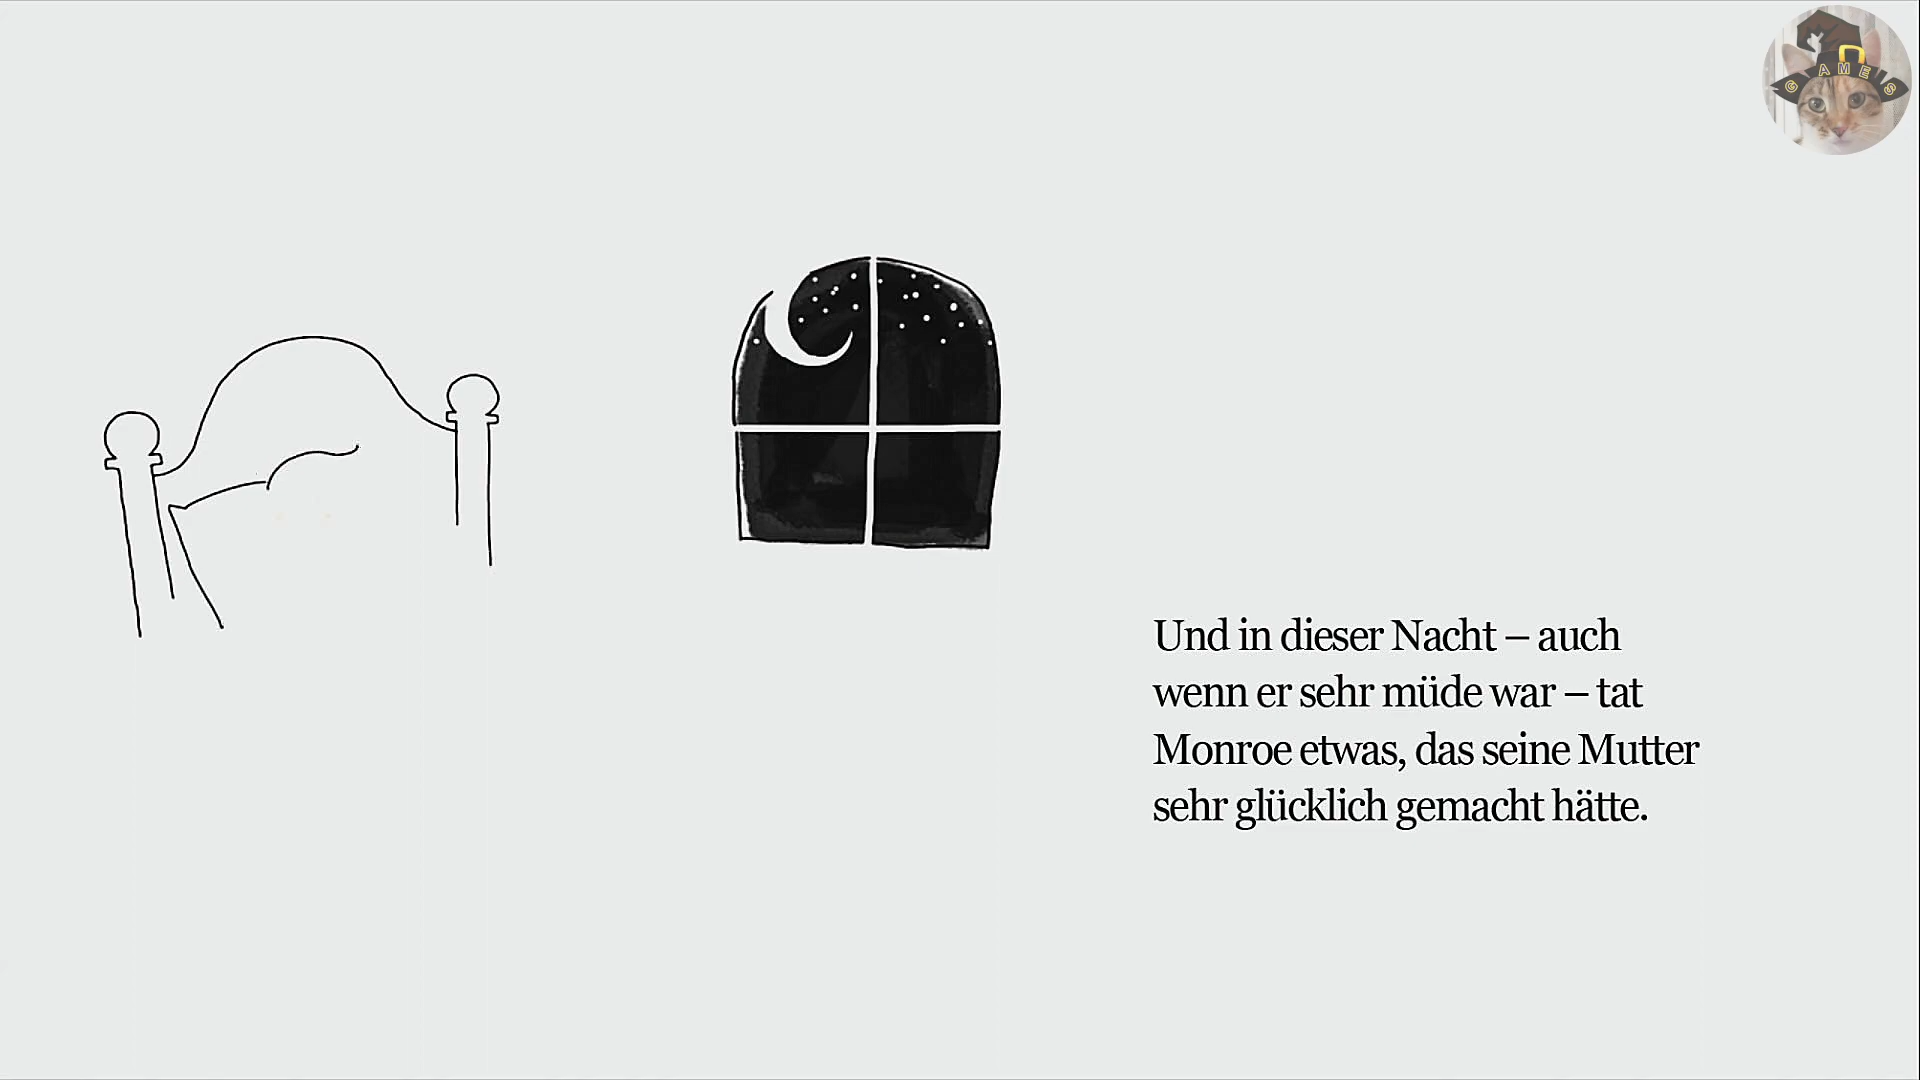 GAMES
Und in dieser Nacht – auch
wenn er sehr müde war – tat
Monroe etwas, das seine Mutter
sehr glücklich gemacht hätte.